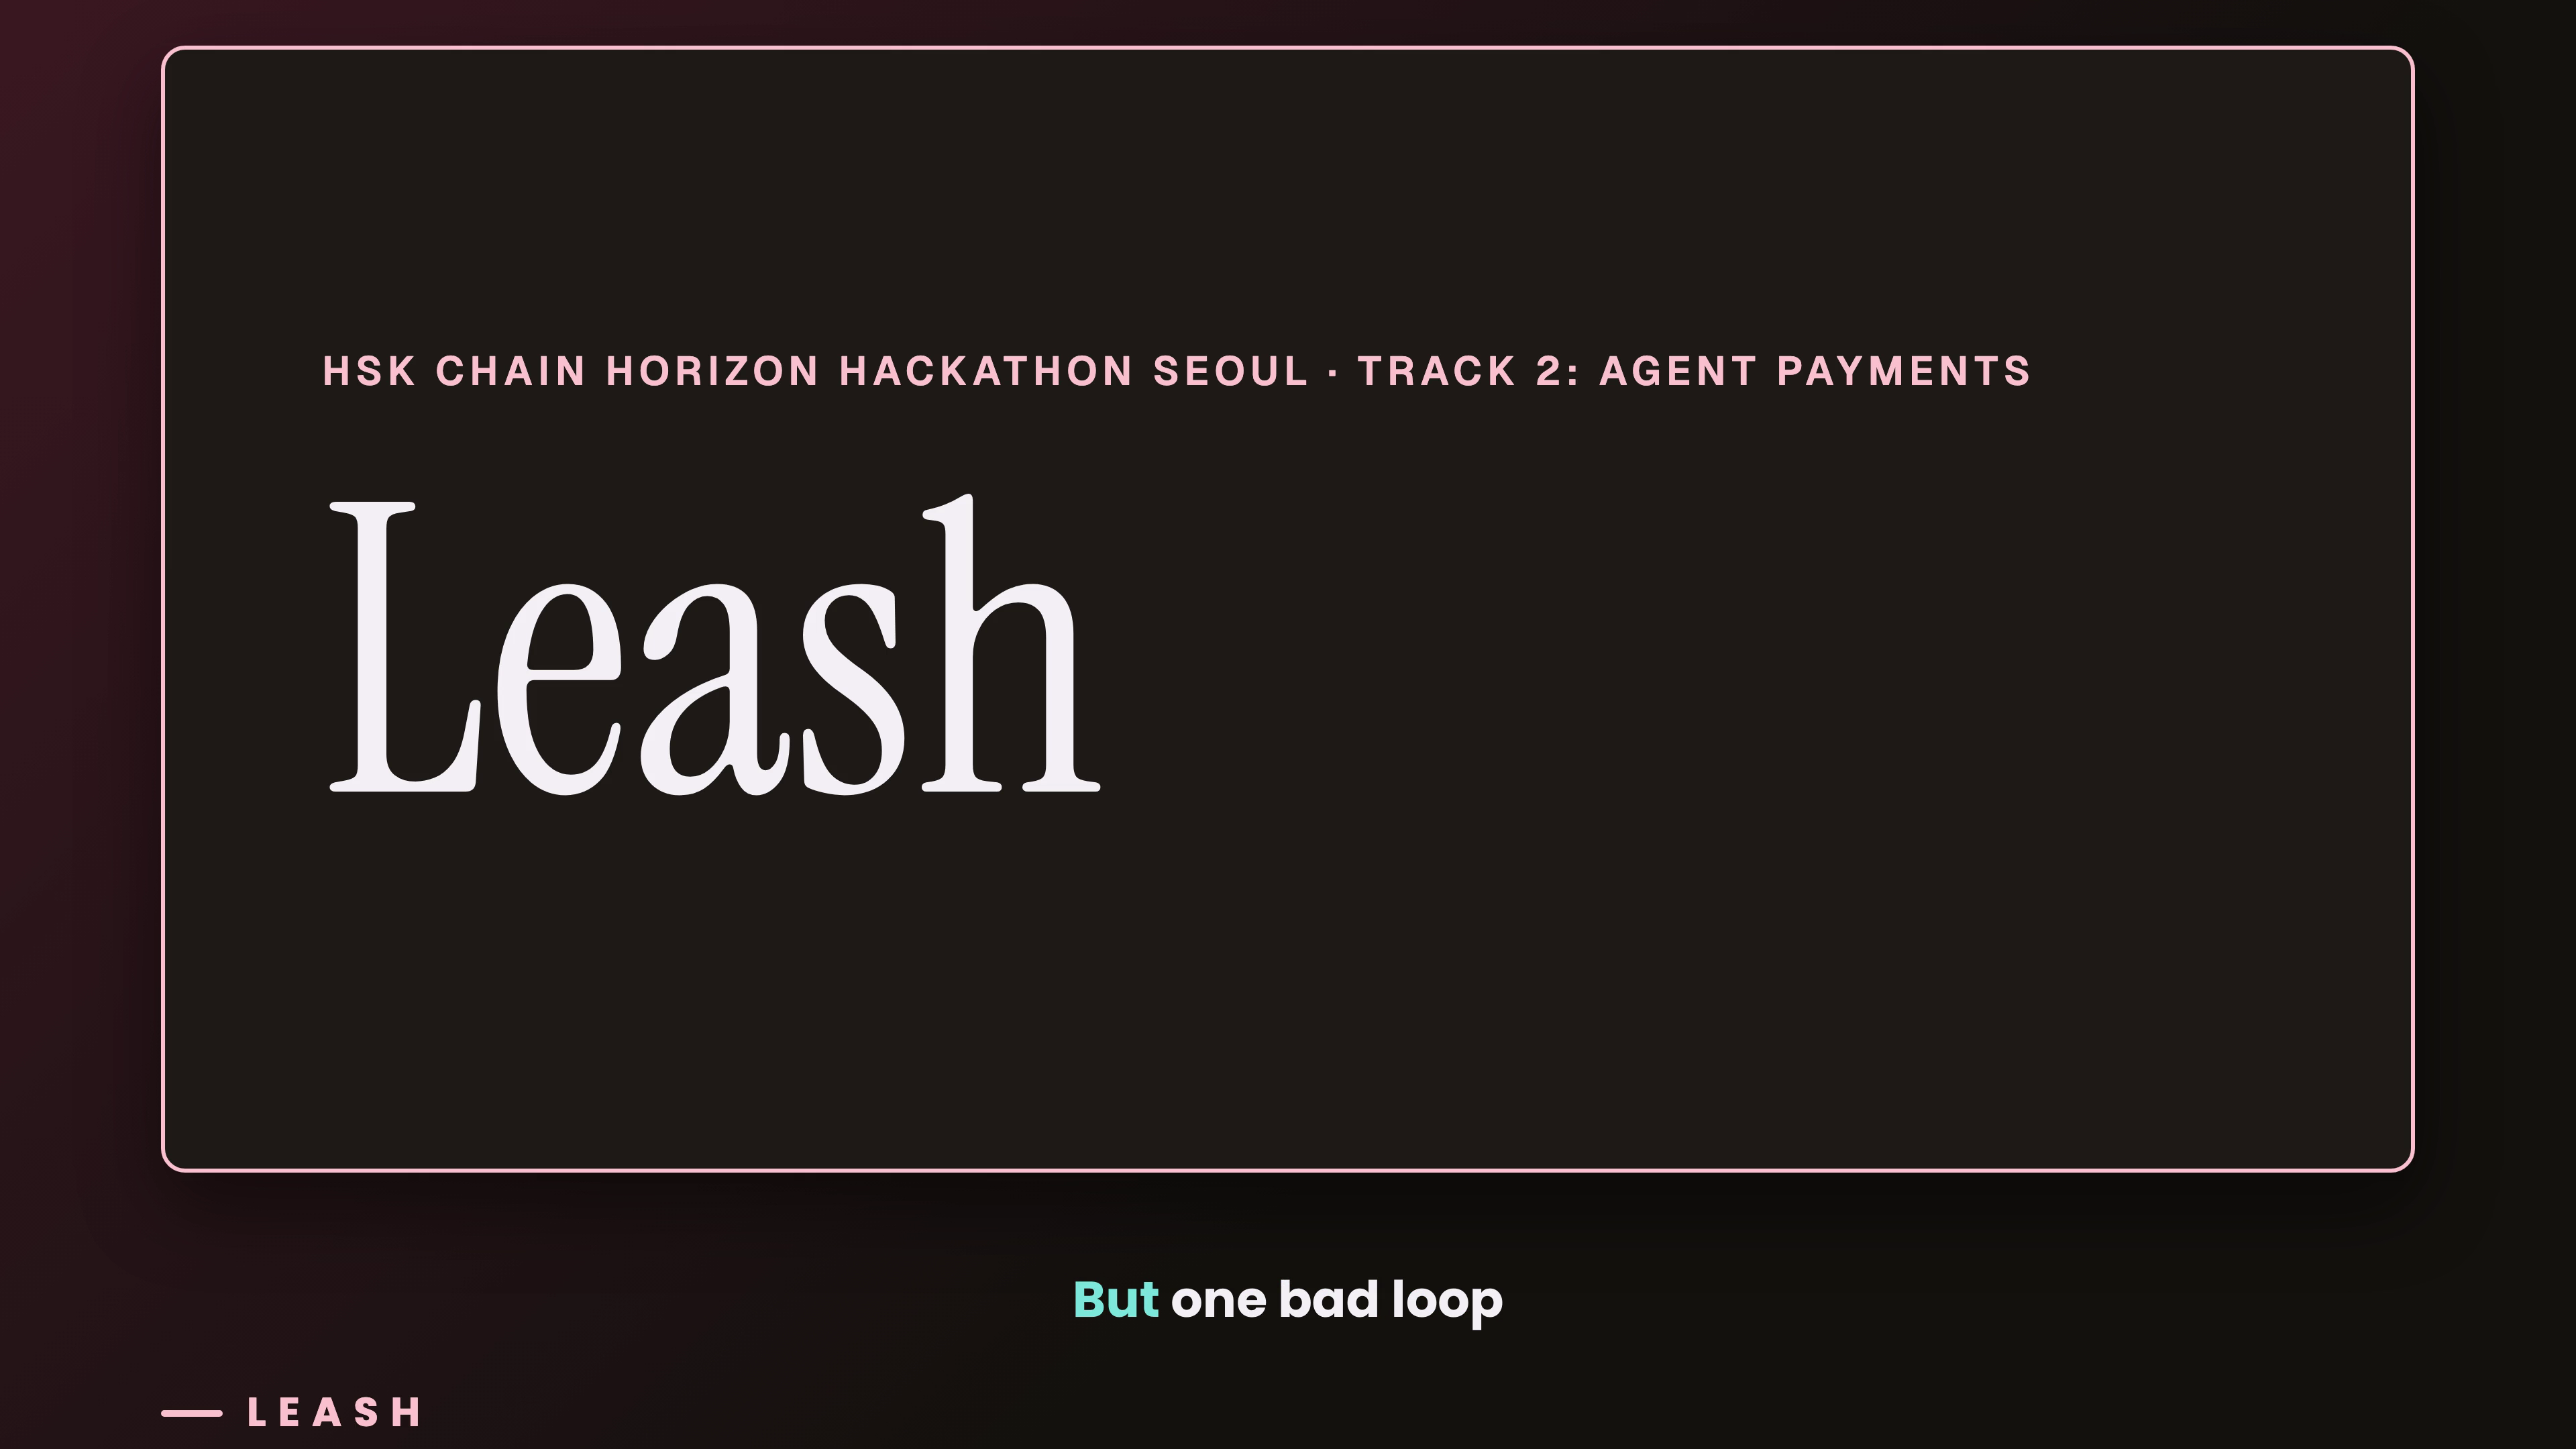 HSK CHAIN HORIZON HACKATHON SEOUL · TRACK 2: AGENT PAYMENTS
Leash
But one bad loop
LEASH